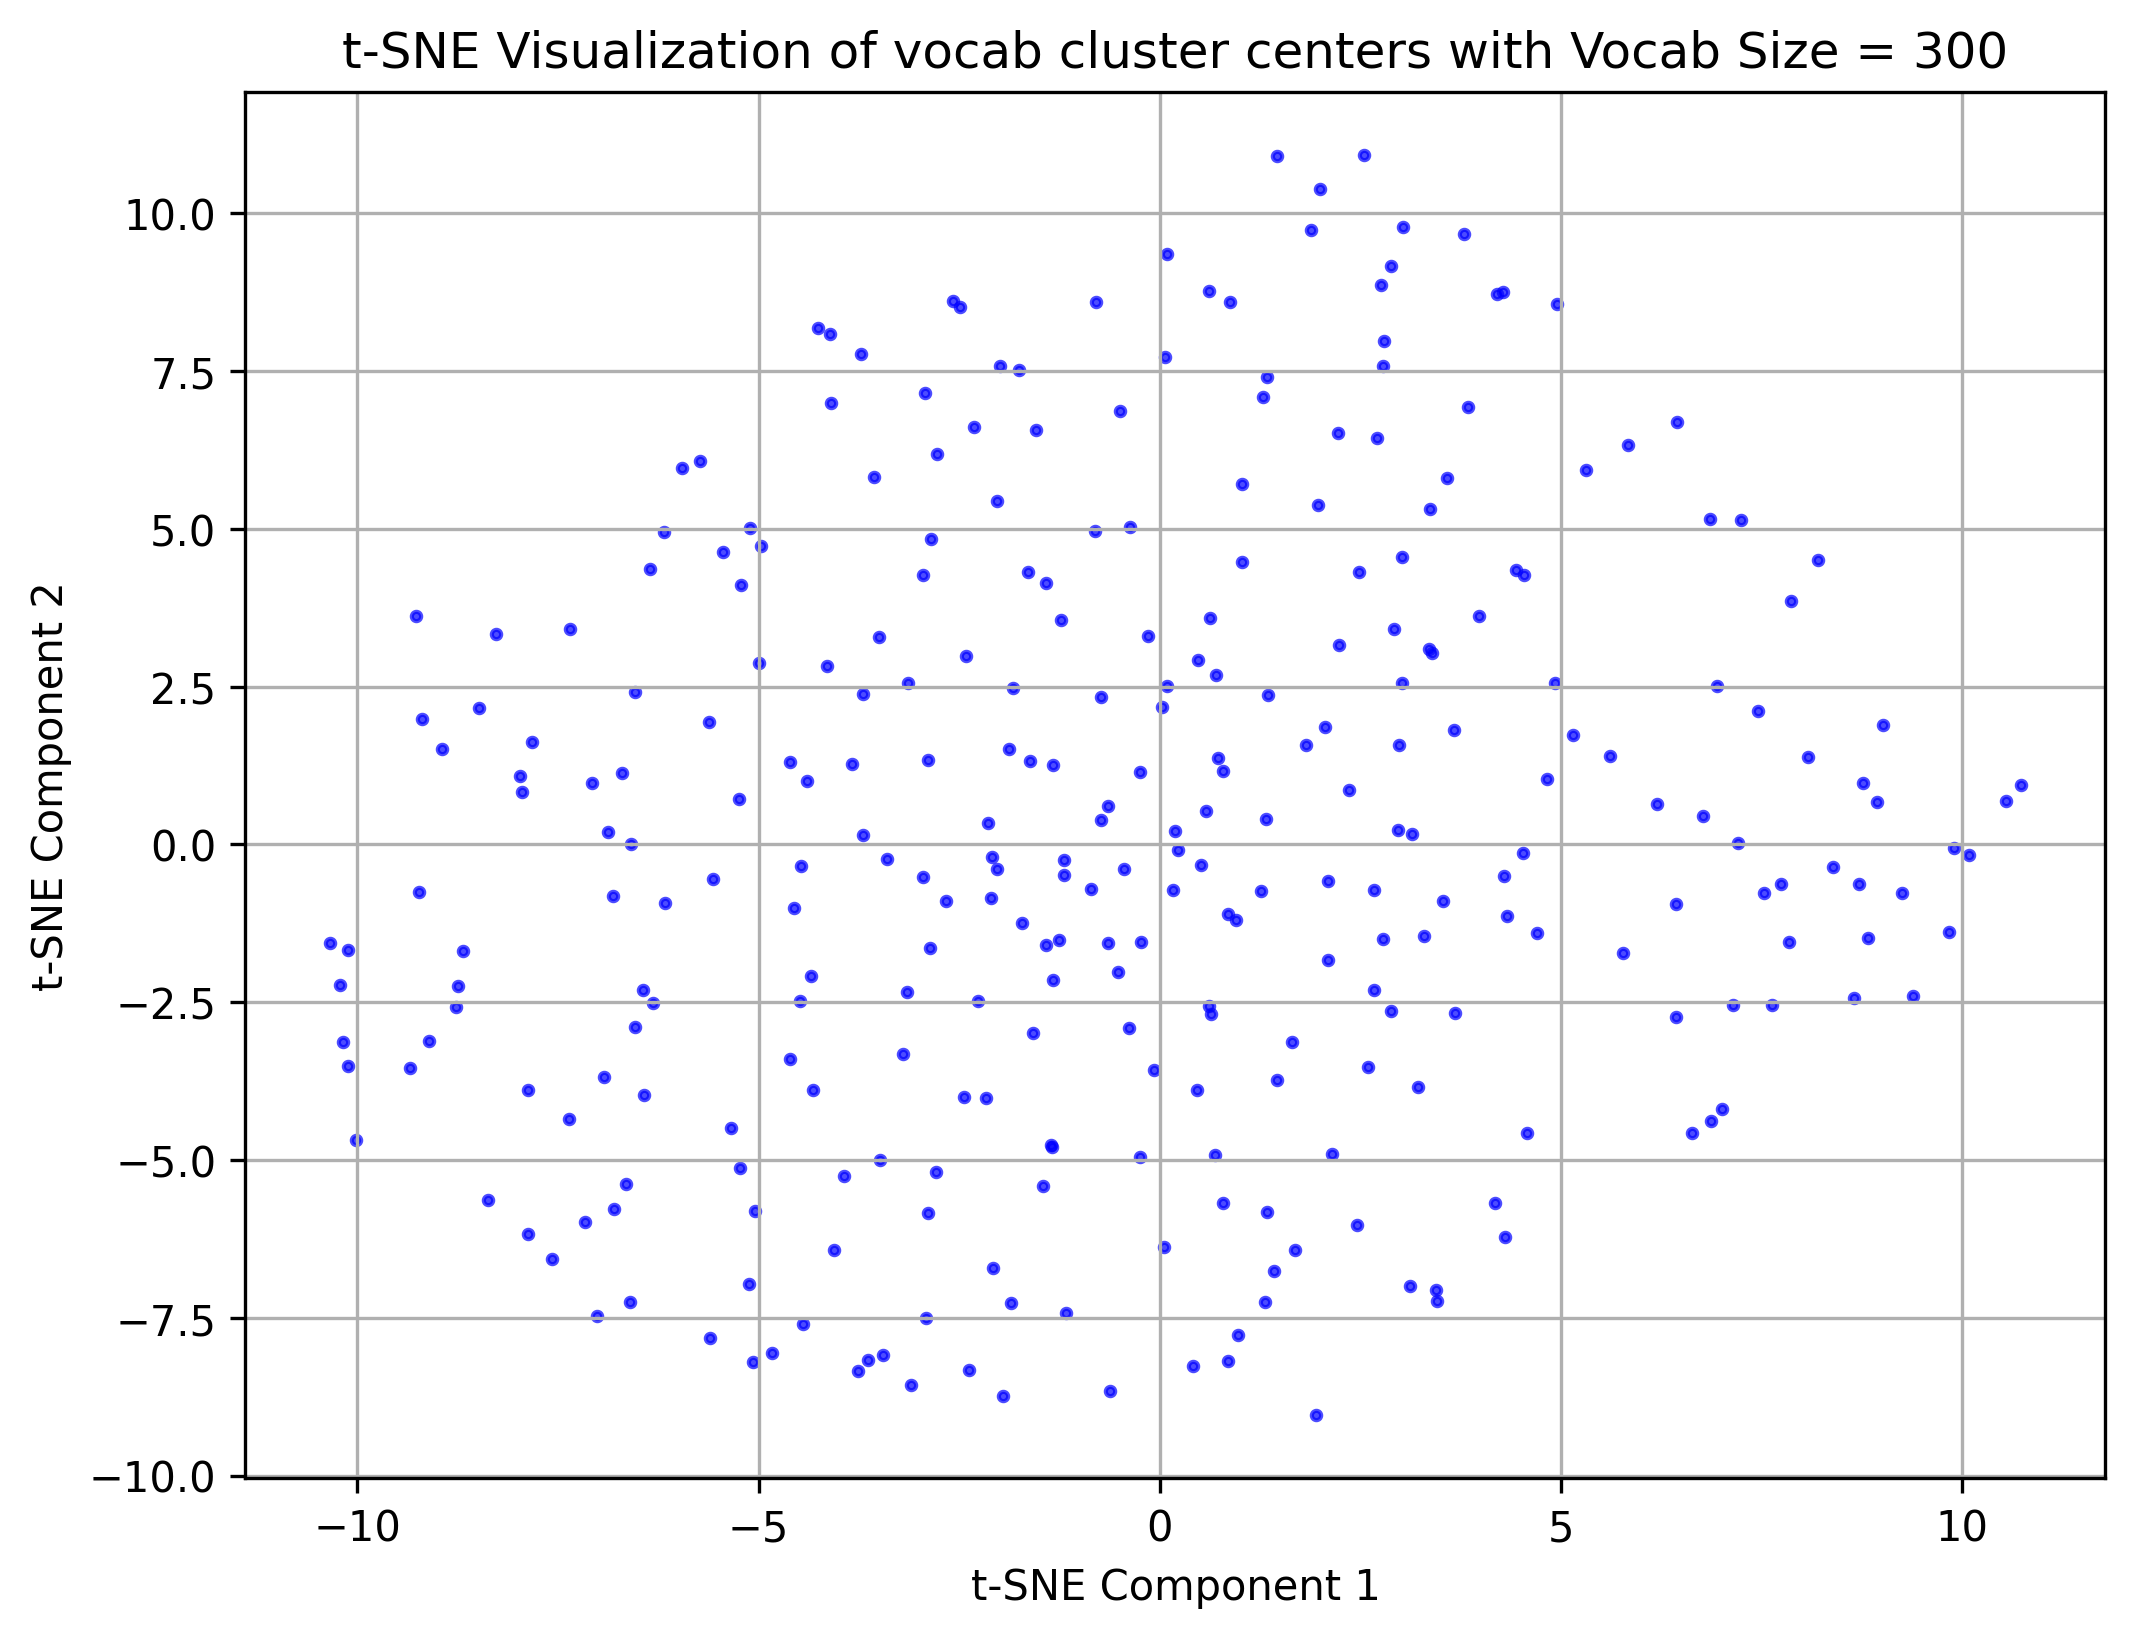 t-SNE Visualization of vocab cluster centers with Vocab Size = 300
t-SNE Component 2
10.0
7.5
5.0
2.5
0.0
−2.5
−5.0
−7.5
−10.0
−10 −5 0 5 10
t-SNE Component 1